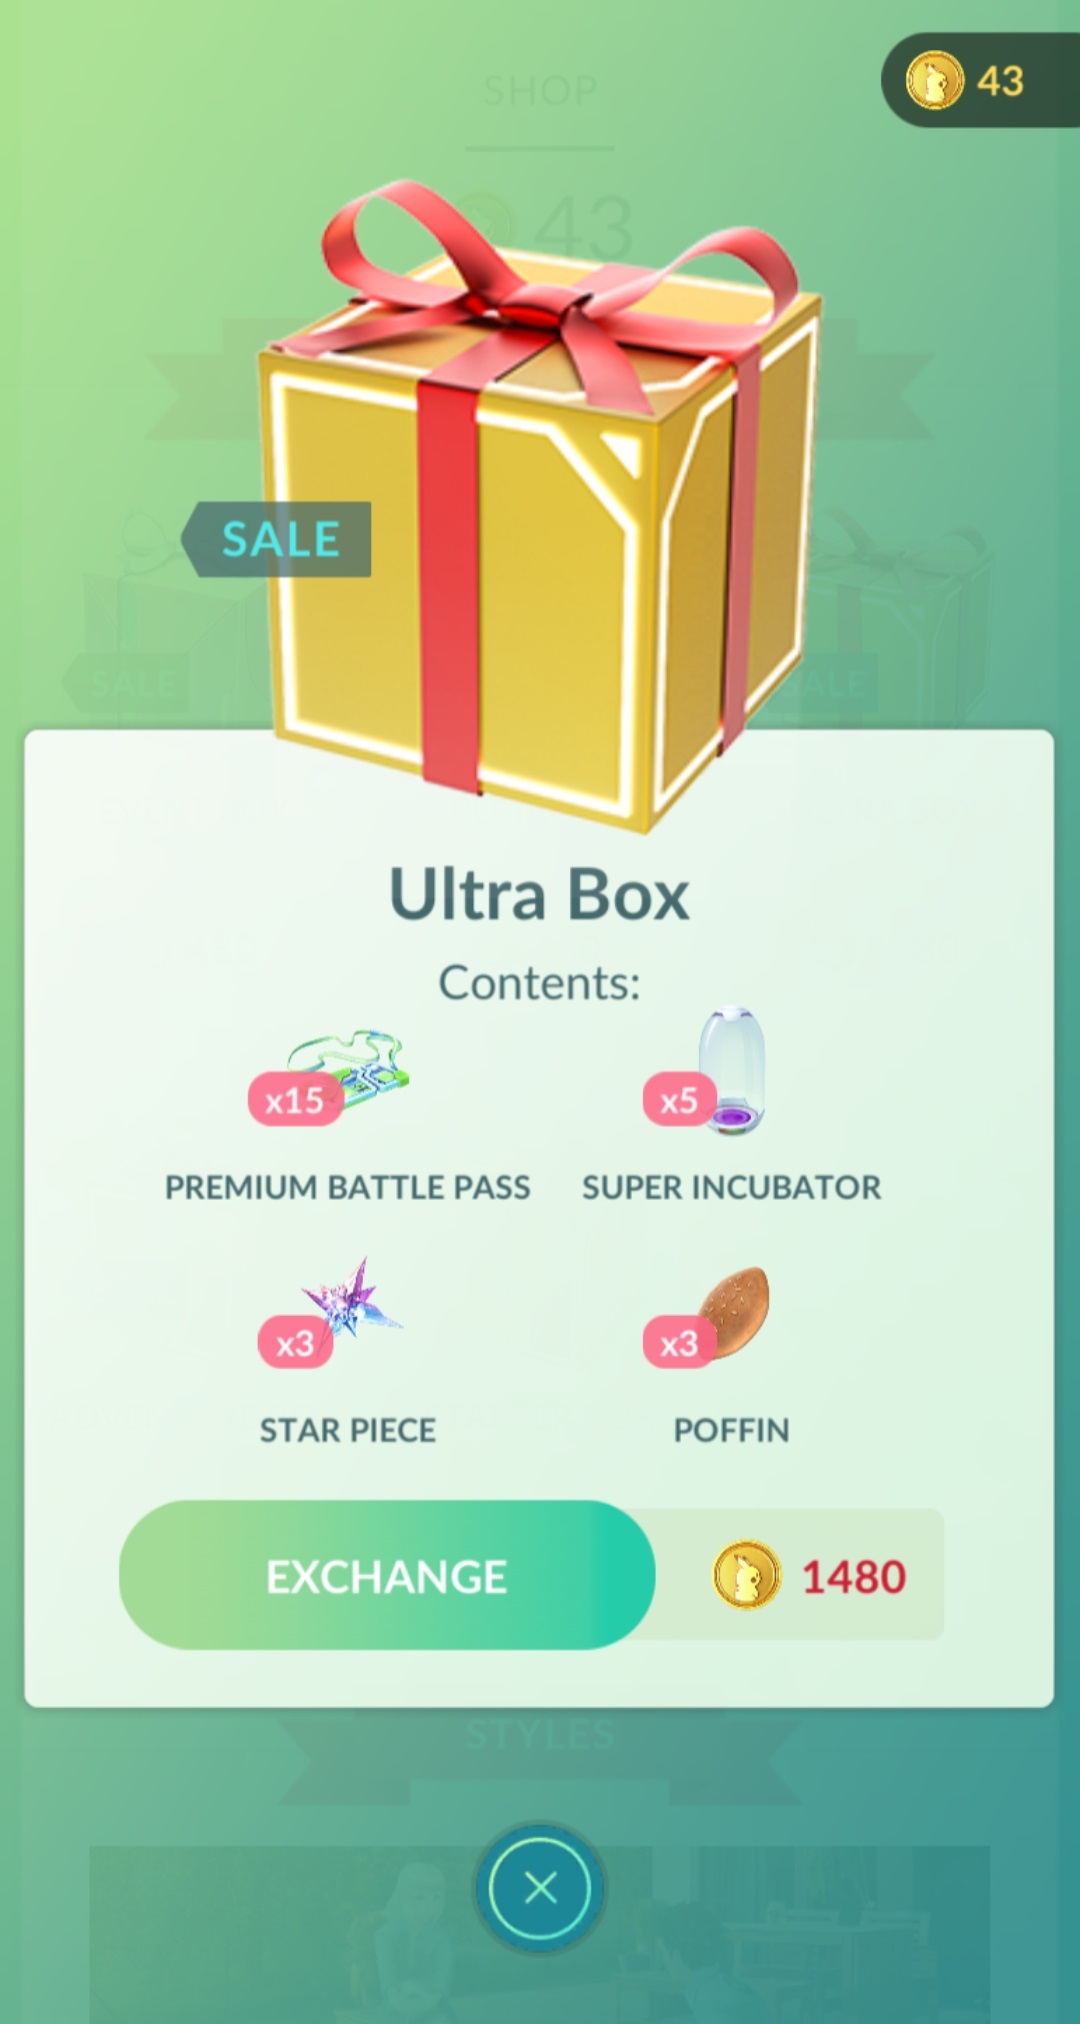 43
SHOP
43
SALE
SALE
SALE
Ultra Box
Contents:
x15
x5
PREMIUM BATTLE PASS
SUPER INCUBATOR
x3
x3
STAR PIECE
POFFIN
EXCHANGE
1480
STYLES